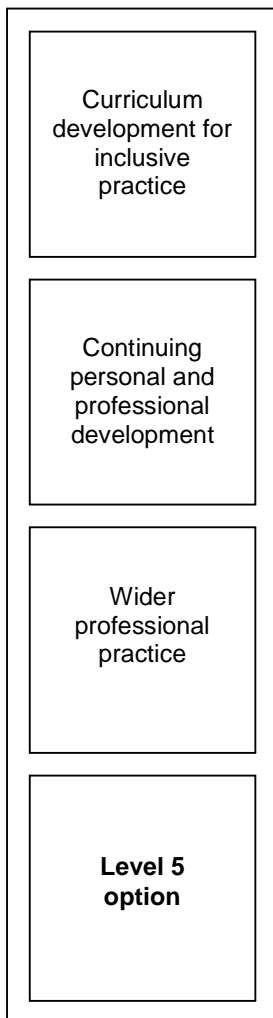 Curriculum
development for
inclusive
practice
Continuing
personal and
professional
development
Wider
professional
practice
Level 5
option